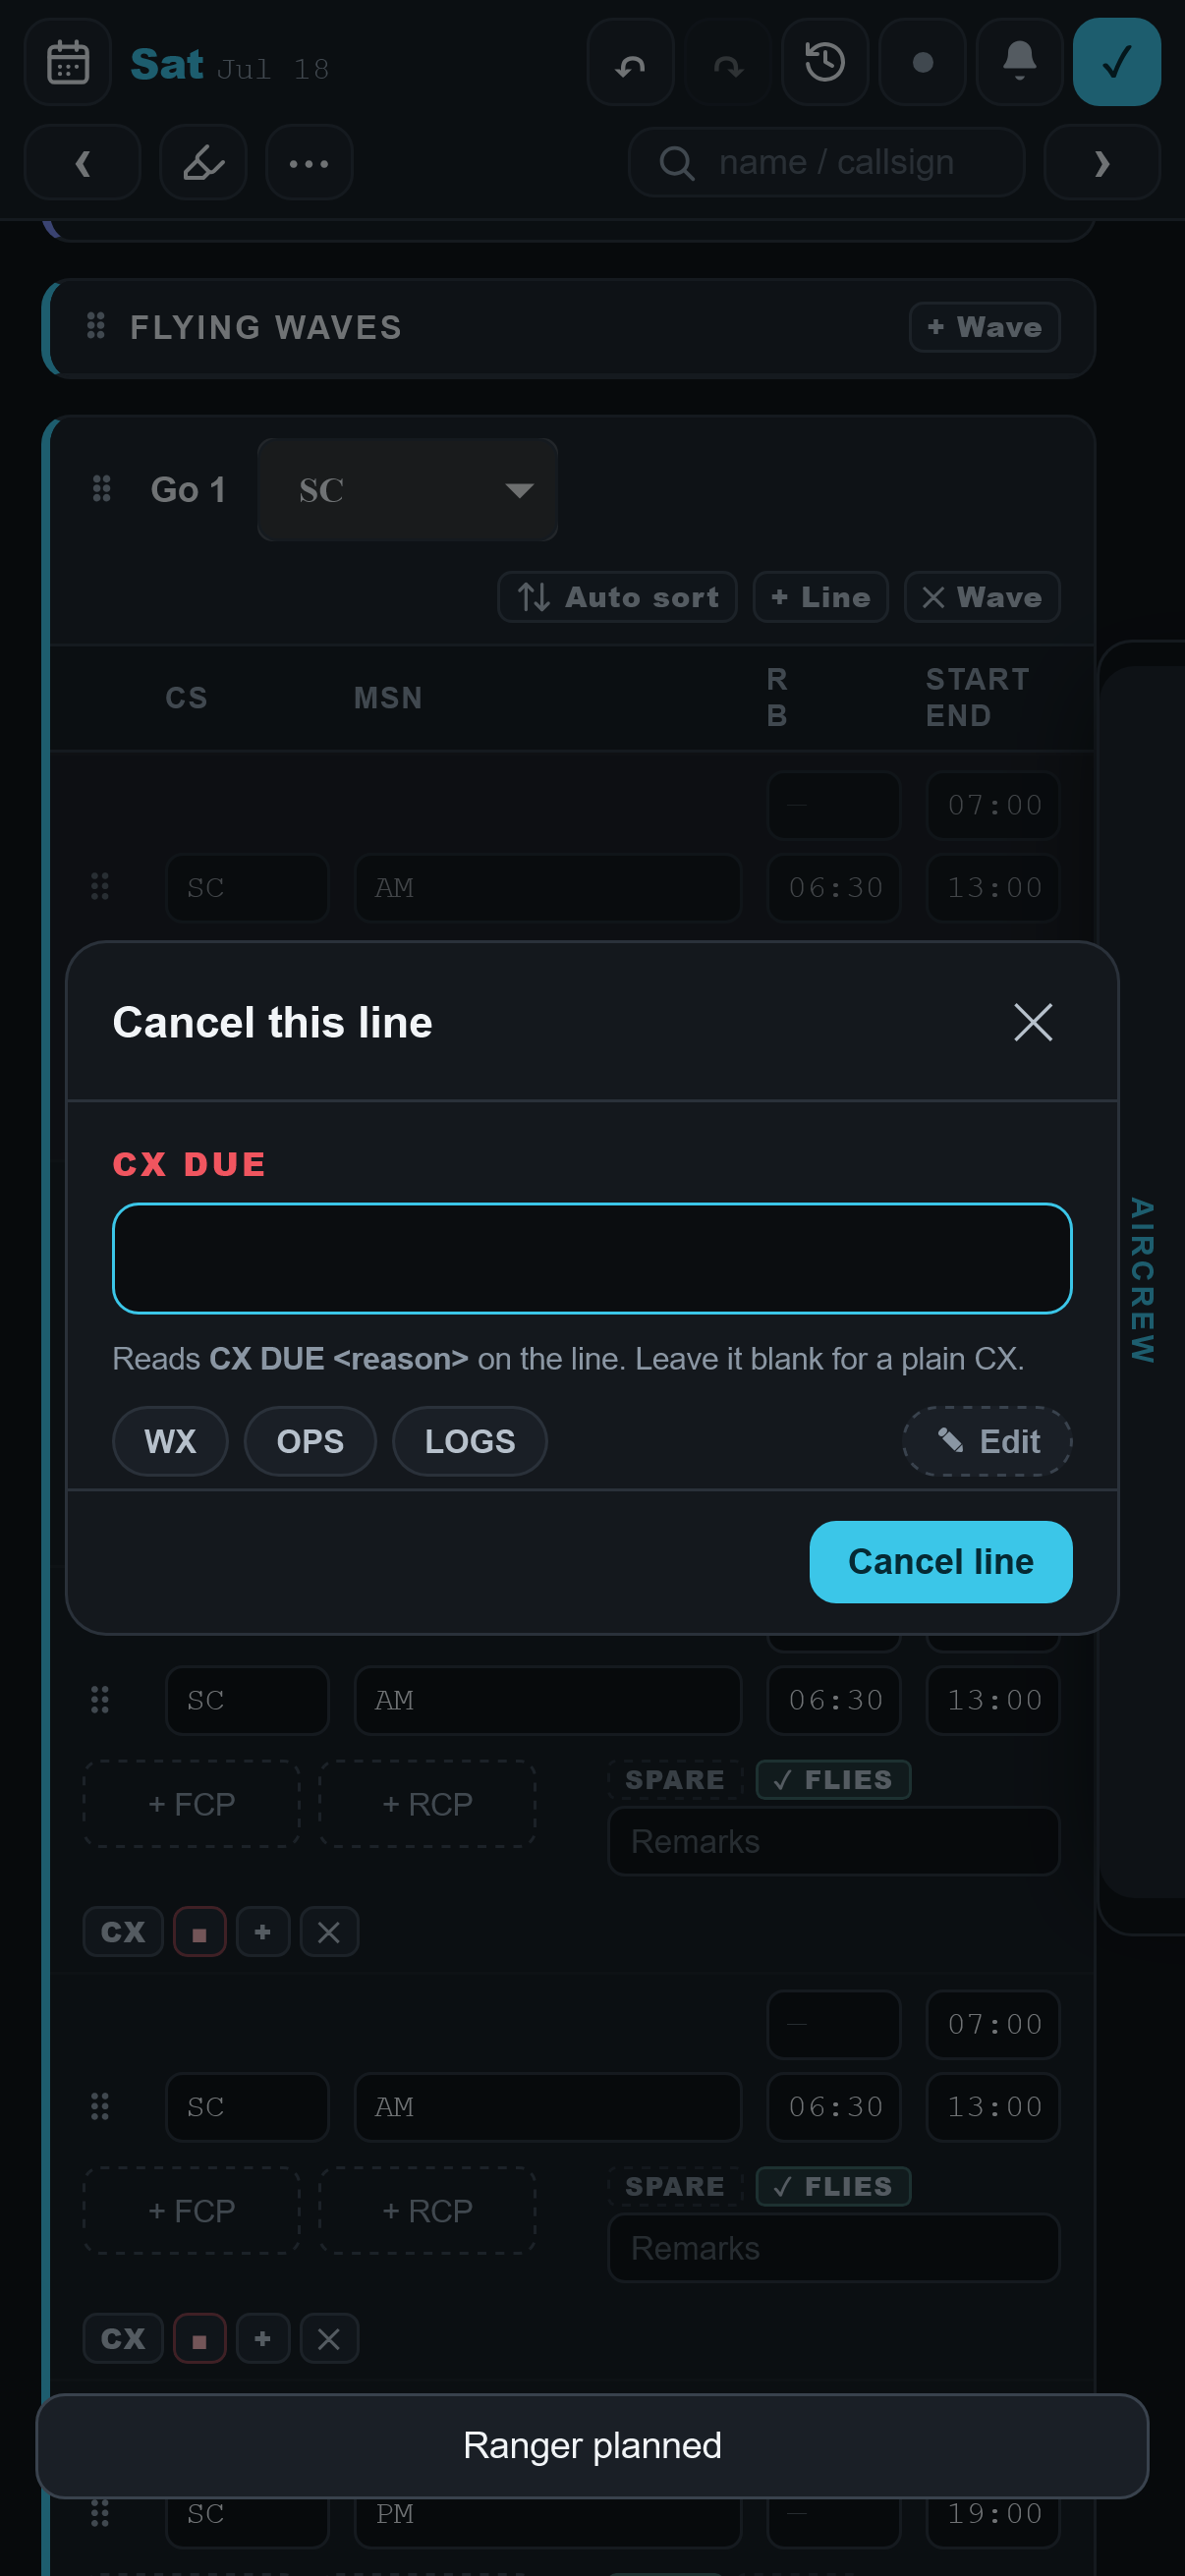 Sat Jul 18
name / callsign
FLYING WAVES
+ Wave
Go 1
SC
Auto sort
+ Line
× Wave
CS
MSN
R
B
START
END
—
07:00
SC
AM
06:30
13:00
Cancel this line
CX DUE
Reads CX DUE <reason> on the line. Leave it blank for a plain CX.
WX
OPS
LOGS
Edit
Cancel line
AIRCREW
SC
AM
06:30
13:00
+ FCP
+ RCP
SPARE
✓ FLIES
Remarks
CX
+
×
—
07:00
SC
AM
06:30
13:00
+ FCP
+ RCP
SPARE
✓ FLIES
Remarks
CX
+
×
Ranger planned
SC
PM
—
19:00